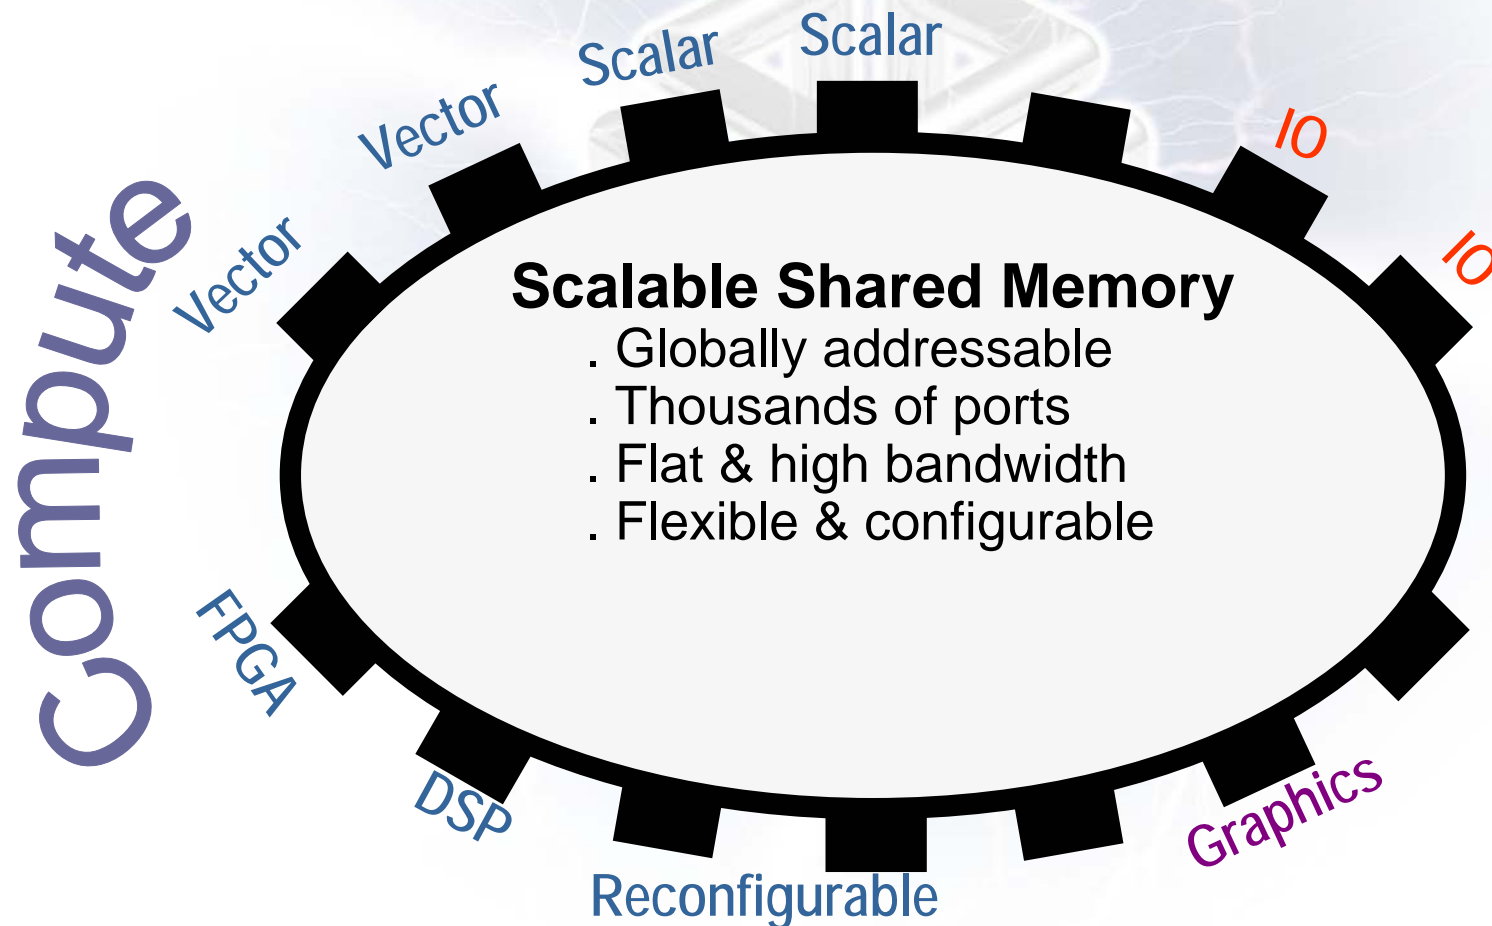 Scalar
Scalar
Vector
Vector
IO
IO
Compute
Scalable Shared Memory
. Globally addressable
. Thousands of ports
. Flat & high bandwidth
. Flexible & configurable
FPGA
DSP
Reconfigurable
Graphics